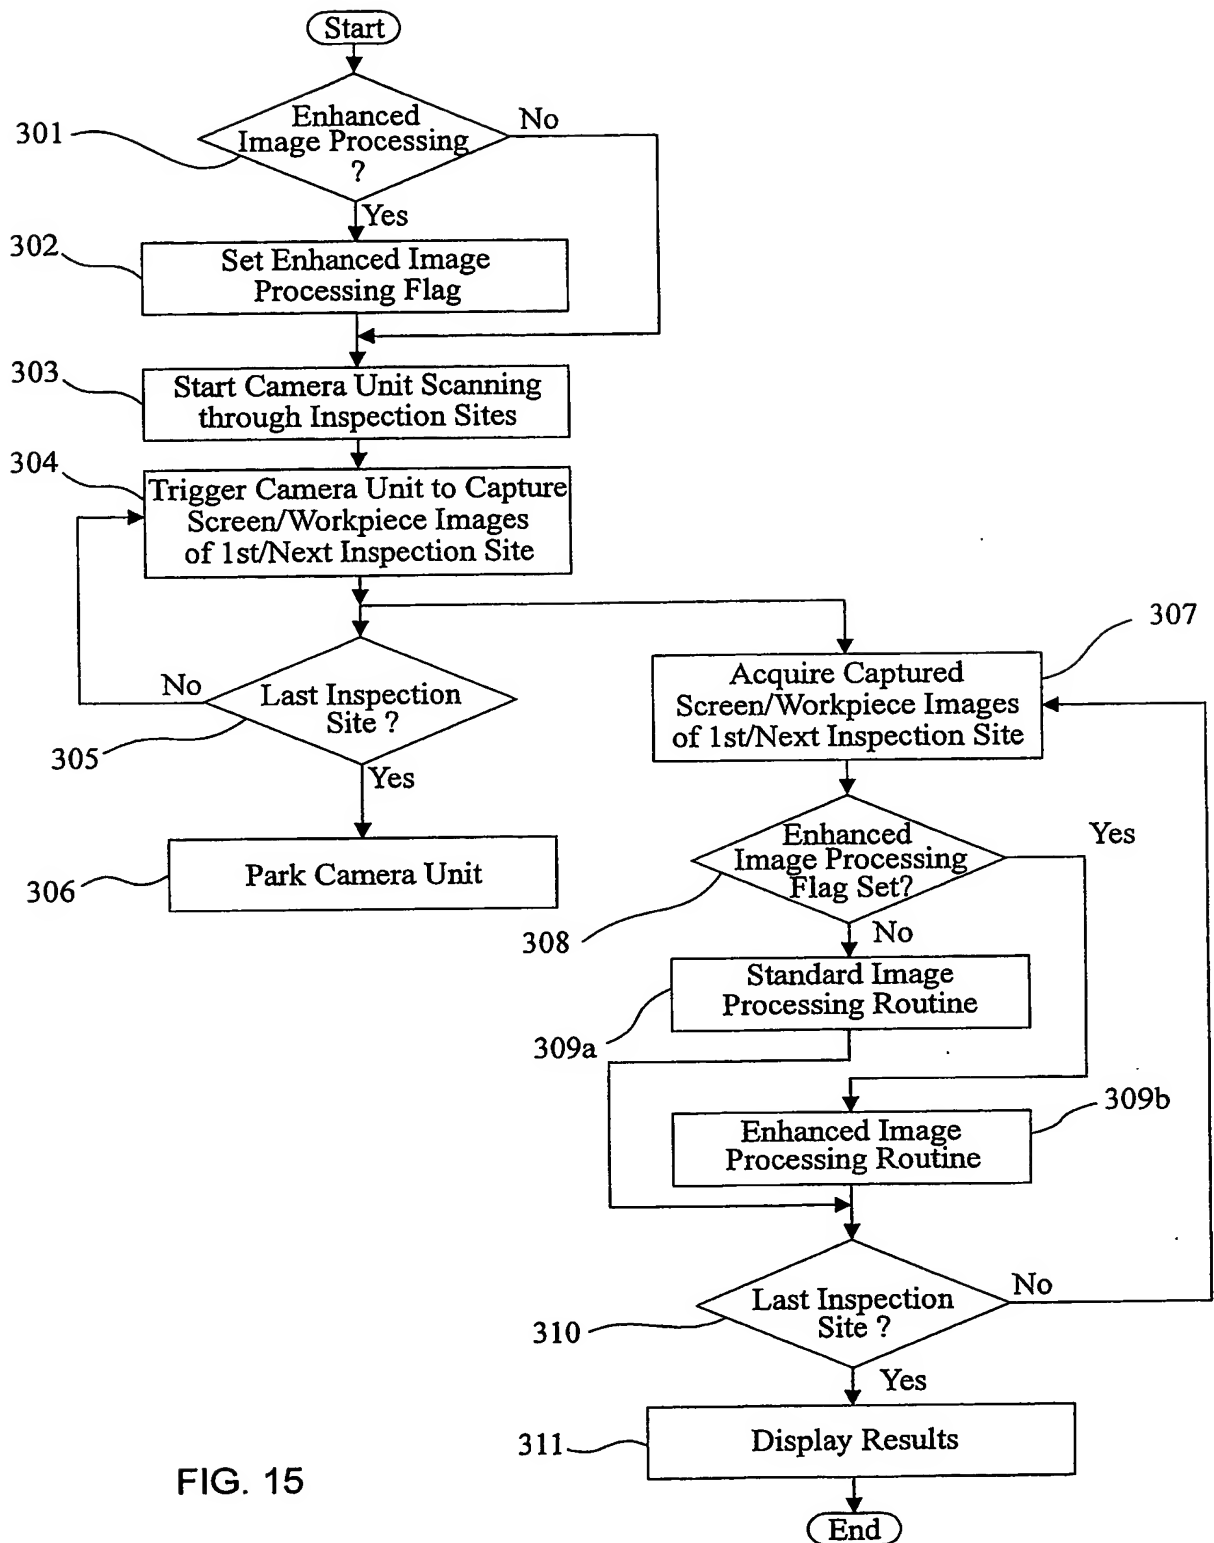 Start
Enhanced
Image Processing
?
No
301
Yes
302
Set Enhanced Image
Processing Flag
303
Start Camera Unit Scanning
through Inspection Sites
304
Trigger Camera Unit to Capture
Screen/Workpiece Images
of 1st/Next Inspection Site
No
Last Inspection
Site ?
305
Yes
306
Park Camera Unit
307
Acquire Captured
Screen/Workpiece Images
of 1st/Next Inspection Site
Enhanced
Image Processing
Flag Set?
Yes
308
No
Standard Image
Processing Routine
309a
309b
Enhanced Image
Processing Routine
Last Inspection
Site ?
No
310
Yes
311
Display Results
End
FIG. 15